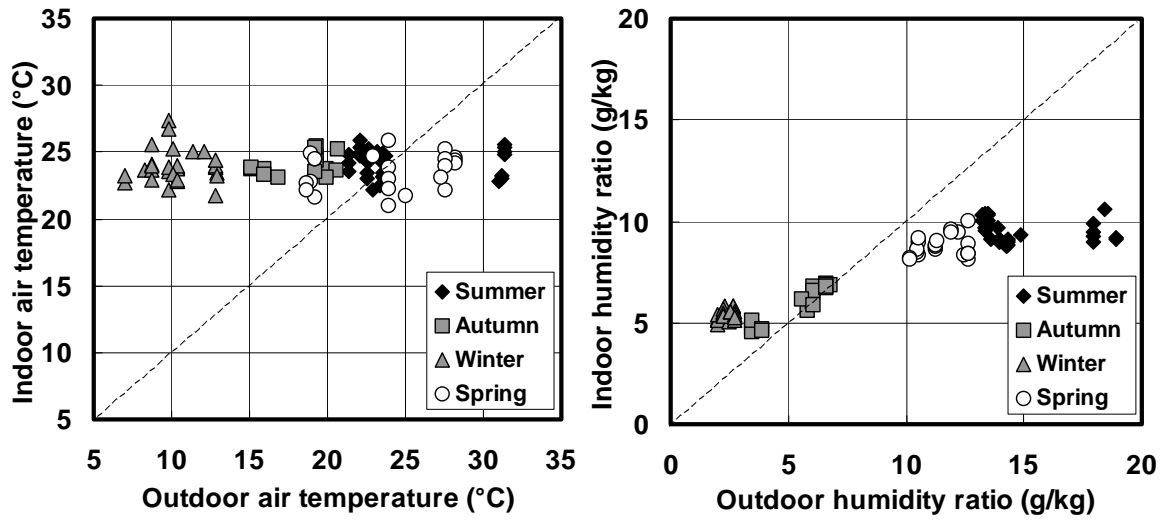 Indoor air temperature (°C)
35
30
25
20
15
10
5
5 10 15 20 25 30 35
Outdoor air temperature (°C)
Summer
Autumn
Winter
Spring
Indoor humidity ratio (g/kg)
20
15
10
5
0
0 5 10 15 20
Outdoor humidity ratio (g/kg)
Summer
Autumn
Winter
Spring